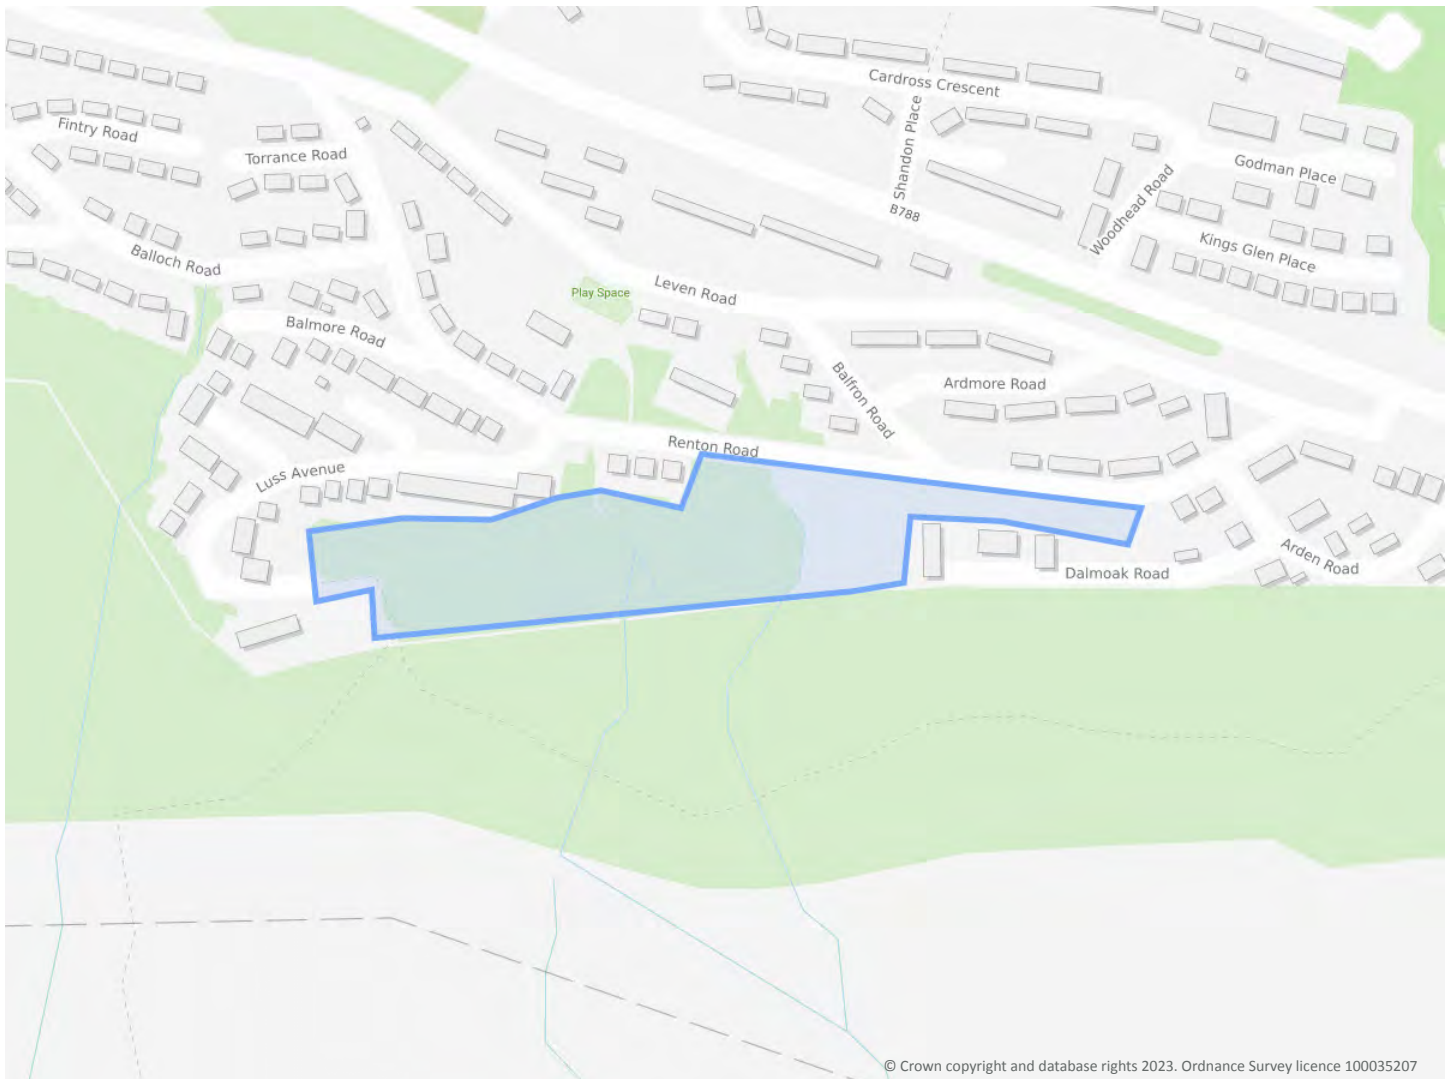 Cardross Crescent
Shandon Place
Fintry Road
Torrance Road
Godman Place
Woodhead Road
B788
Kings Glen Place
Balloch Road
Leven Road
Play Space
Balmore Road
Balfron Road
Ardmore Road
Renton Road
Luss Avenue
Arden Road
Dalmoak Road
© Crown copyright and database rights 2023. Ordnance Survey licence 100035207